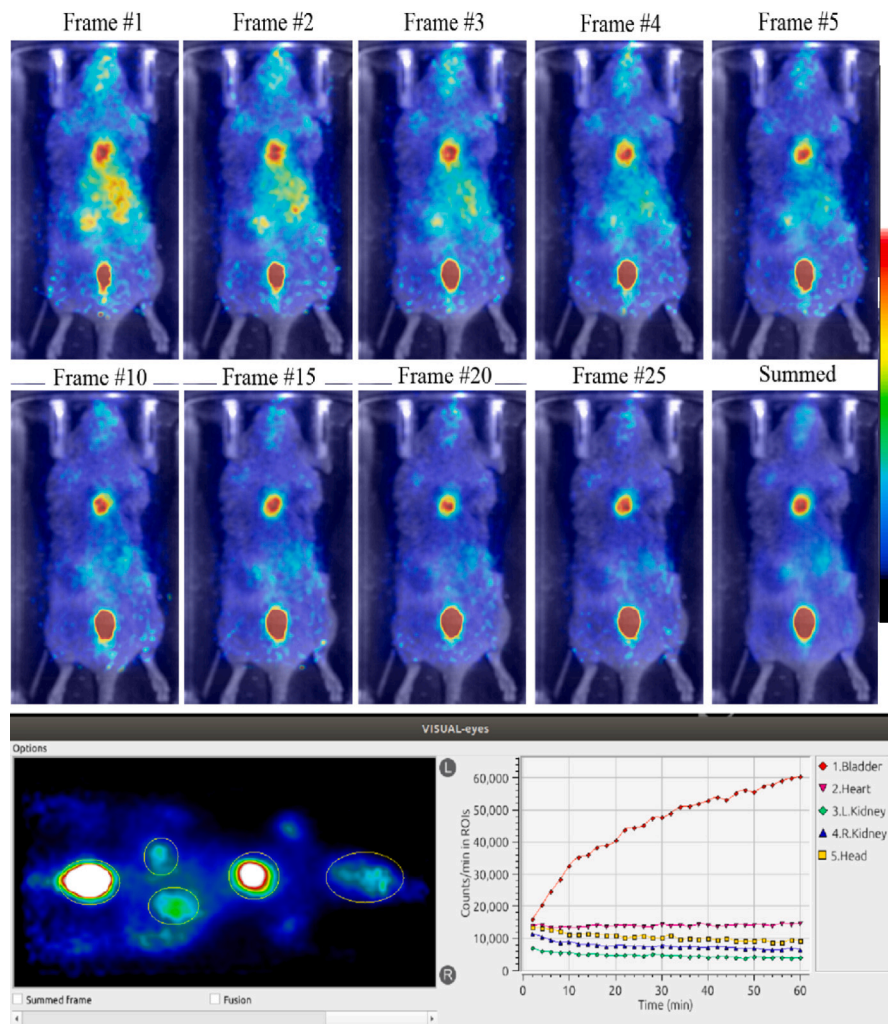 Frame #1 Frame #2 Frame #3 Frame #4 Frame #5
Frame #10 Frame #15 Frame #20 Frame #25 Summed
VISUAL-eyes
Options
L
R
Summed frame Fusion
Counts/min in ROIs
60,000
50,000
40,000
30,000
20,000
10,000
0
0 10 20 30 40 50 60
Time (min)
1.Bladder
2.Heart
3.L.Kidney
4.R.Kidney
5.Head